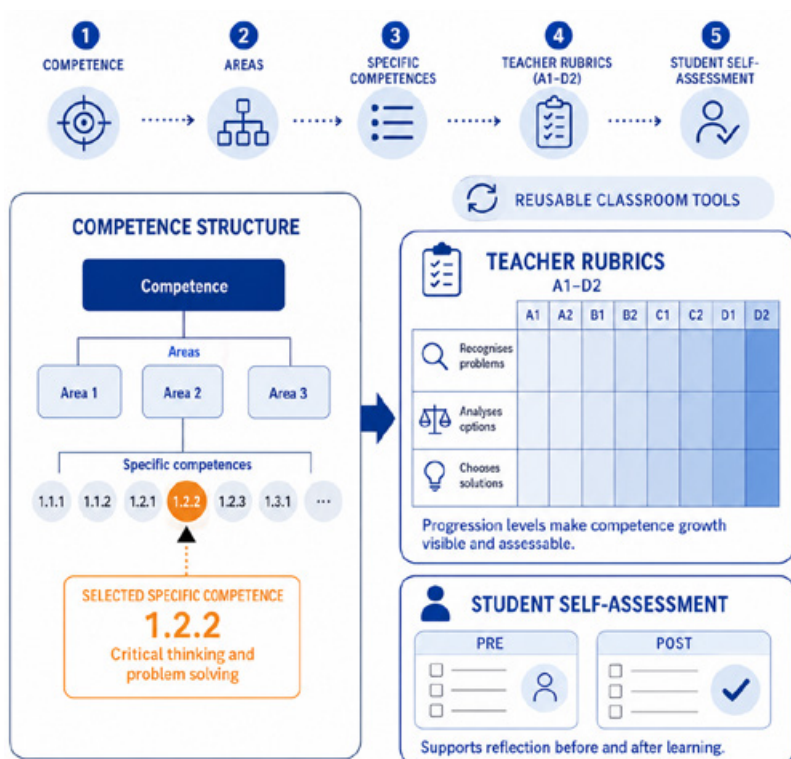 1
COMPETENCE
2
AREAS
3
SPECIFIC
COMPETENCES
4
TEACHER RUBRICS
(A1–D2)
5
STUDENT SELF-
ASSESSMENT
REUSABLE CLASSROOM TOOLS
COMPETENCE STRUCTURE
Competence
Areas
Area 1 Area 2 Area 3
Specific competences
1.1.1 1.1.2 1.2.1 1.2.2 1.2.3 1.3.1 ...
SELECTED SPECIFIC COMPETENCE
1.2.2
Critical thinking and
problem solving
TEACHER RUBRICS
A1–D2
A1 A2 B1 B2 C1 C2 D1 D2
Recognises
problems
Analyses
options
Chooses
solutions
Progression levels make competence growth
visible and assessable.
STUDENT SELF-ASSESSMENT
PRE
POST
Supports reflection before and after learning.